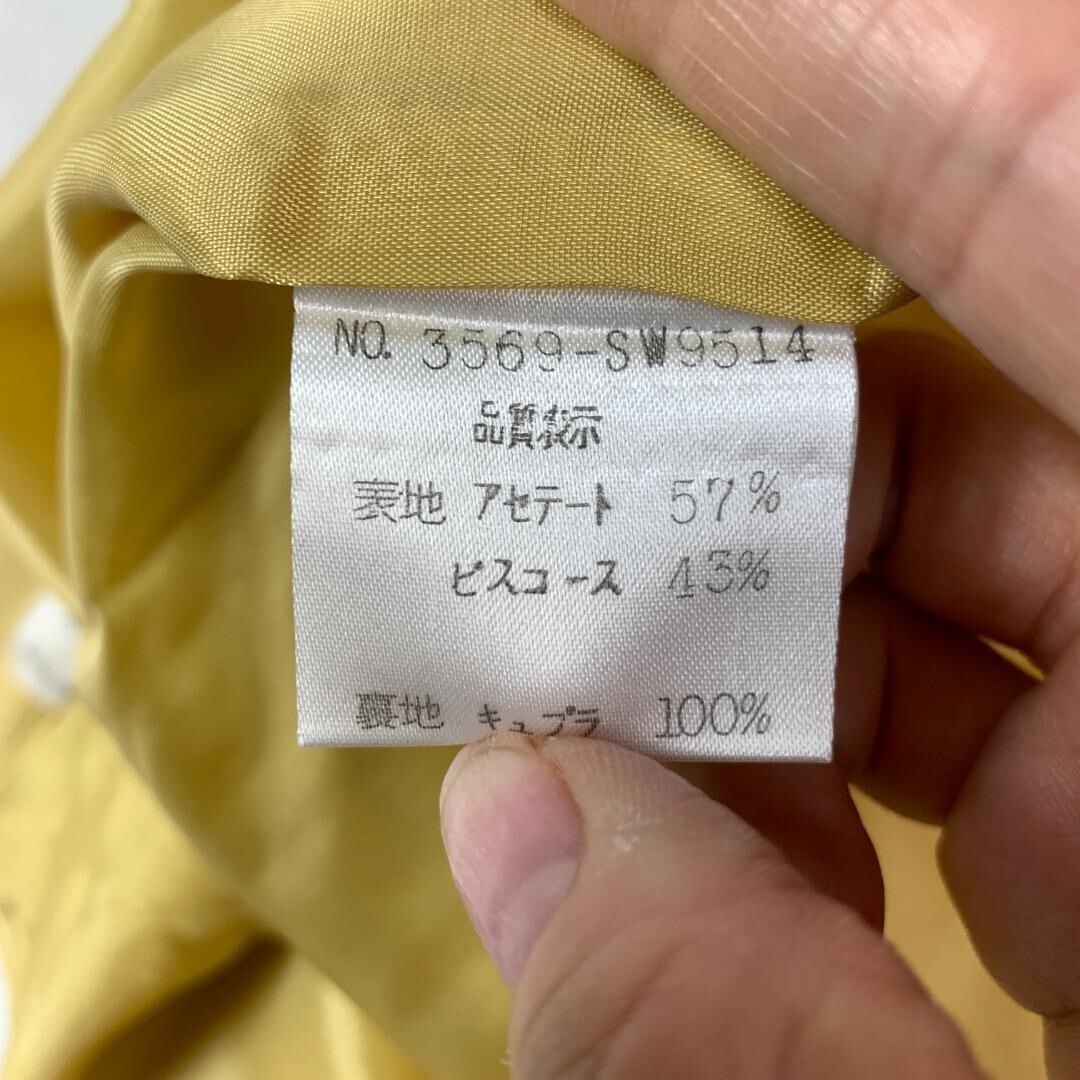 NO. 3569-SW9514
品質表示
表地 アセテート 57%
ビスコース 43%
裏地 キュプラ 100%